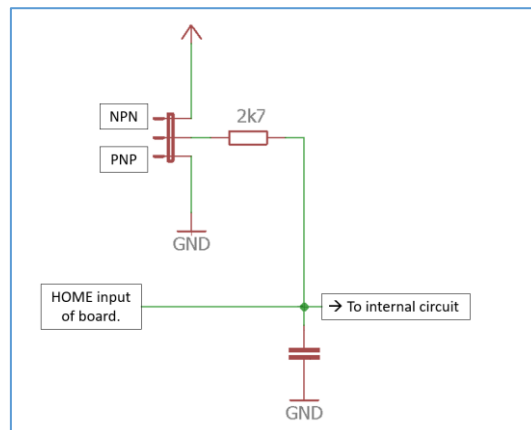 NPN
2k7
PNP
GND
HOME input
of board.
→ To internal circuit
GND